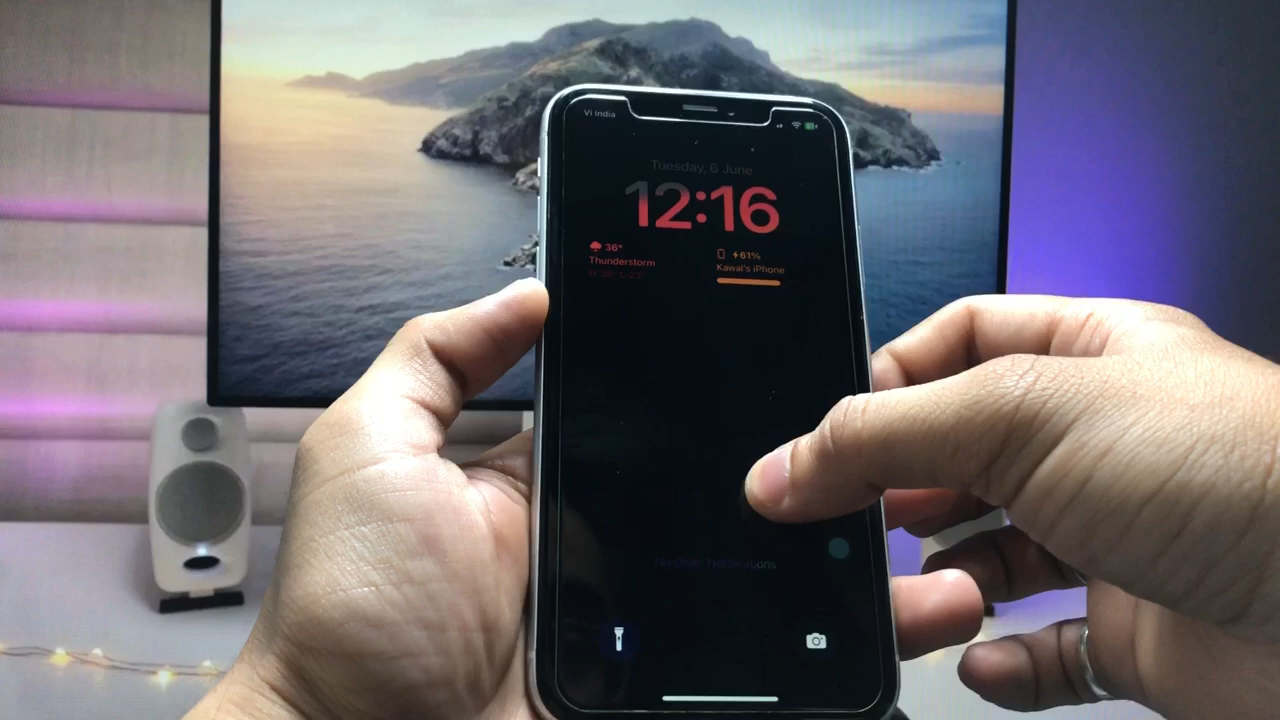 Vi India
Tuesday, 6 June
12:16
36°
61%
Thunderstorm
Kawal's iPhone
No Older Notifications